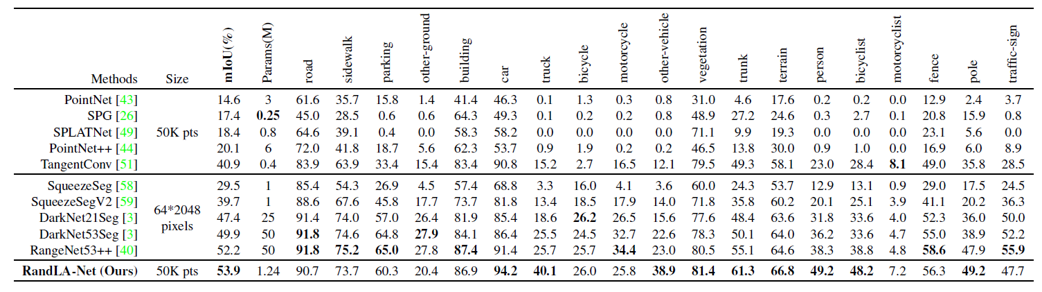 Methods Size mIoU(%) Params(M) road sidewalk parking other-ground building car truck bicycle motorcycle other-vehicle vegetation trunk terrain person bicyclist motorcyclist fence pole traffic-sign
PointNet [43] 14.6 3 61.6 35.7 15.8 1.4 41.4 46.3 0.1 1.3 0.3 0.8 31.0 4.6 17.6 0.2 0.2 0.0 12.9 2.4 3.7
SPG [26] 17.4 0.25 45.0 28.5 0.6 0.6 64.3 49.3 0.1 0.2 0.2 0.8 48.9 27.2 24.6 0.3 2.7 0.1 20.8 15.9 0.8
SPLATNet [49] 50K pts 18.4 0.8 64.6 39.1 0.4 0.0 58.3 58.2 0.0 0.0 0.0 0.0 71.1 9.9 19.3 0.0 0.0 0.0 23.1 5.6 0.0
PointNet++ [44] 20.1 6 72.0 41.8 18.7 5.6 62.3 53.7 0.9 1.9 0.2 0.2 46.5 13.8 30.0 0.9 1.0 0.0 16.9 6.0 8.9
TangentConv [51] 40.9 0.4 83.9 63.9 33.4 15.4 83.4 90.8 15.2 2.7 16.5 12.1 79.5 49.3 58.1 23.0 28.4 8.1 49.0 35.8 28.5
SqueezeSeg [58] 29.5 1 85.4 54.3 26.9 4.5 57.4 68.8 3.3 16.0 4.1 3.6 60.0 24.3 53.7 12.9 13.1 0.9 29.0 17.5 24.5
SqueezeSegV2 [59] 39.7 1 88.6 67.6 45.8 17.7 73.7 81.8 13.4 18.5 17.9 14.0 71.8 35.8 60.2 20.1 25.1 3.9 41.1 20.2 36.3
DarkNet21Seg [3] 64*2048 pixels 47.4 25 91.4 74.0 57.0 26.4 81.9 85.4 18.6 26.2 26.5 15.6 77.6 48.4 63.6 31.8 33.6 4.0 52.3 36.0 50.0
DarkNet53Seg [3] 49.9 50 91.8 74.6 64.8 27.9 84.1 86.4 25.5 24.5 32.7 22.6 78.3 50.1 64.0 36.2 33.6 4.7 55.0 38.9 52.2
RangeNet53++ [40] 52.2 50 91.8 75.2 65.0 27.8 87.4 91.4 25.7 25.7 34.4 23.0 80.5 55.1 64.6 38.3 38.8 4.8 58.6 47.9 55.9
RandLA-Net (Ours) 50K pts 53.9 1.24 90.7 73.7 60.3 20.4 86.9 94.2 40.1 26.0 25.8 38.9 81.4 61.3 66.8 49.2 48.2 7.2 56.3 49.2 47.7